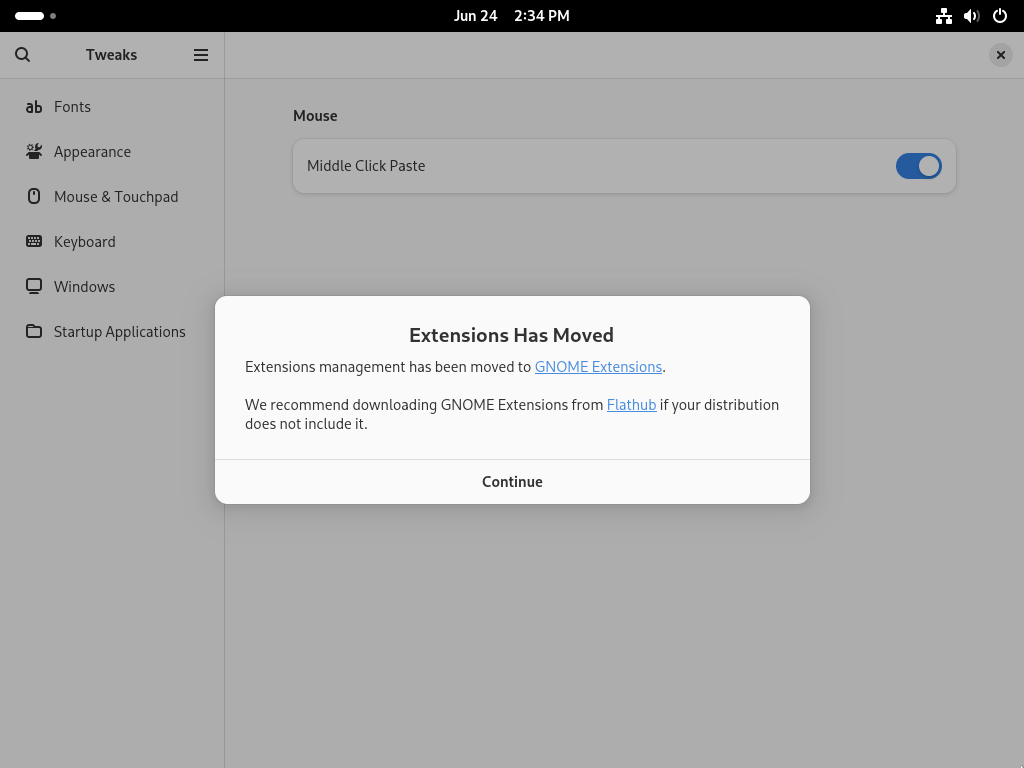 Jun 24 2:34 PM
Tweaks
ab Fonts
Appearance
Mouse & Touchpad
Keyboard
Windows
Startup Applications
Mouse
Middle Click Paste
Extensions Has Moved
Extensions management has been moved to GNOME Extensions.
We recommend downloading GNOME Extensions from Flathub if your distribution
does not include it.
Continue